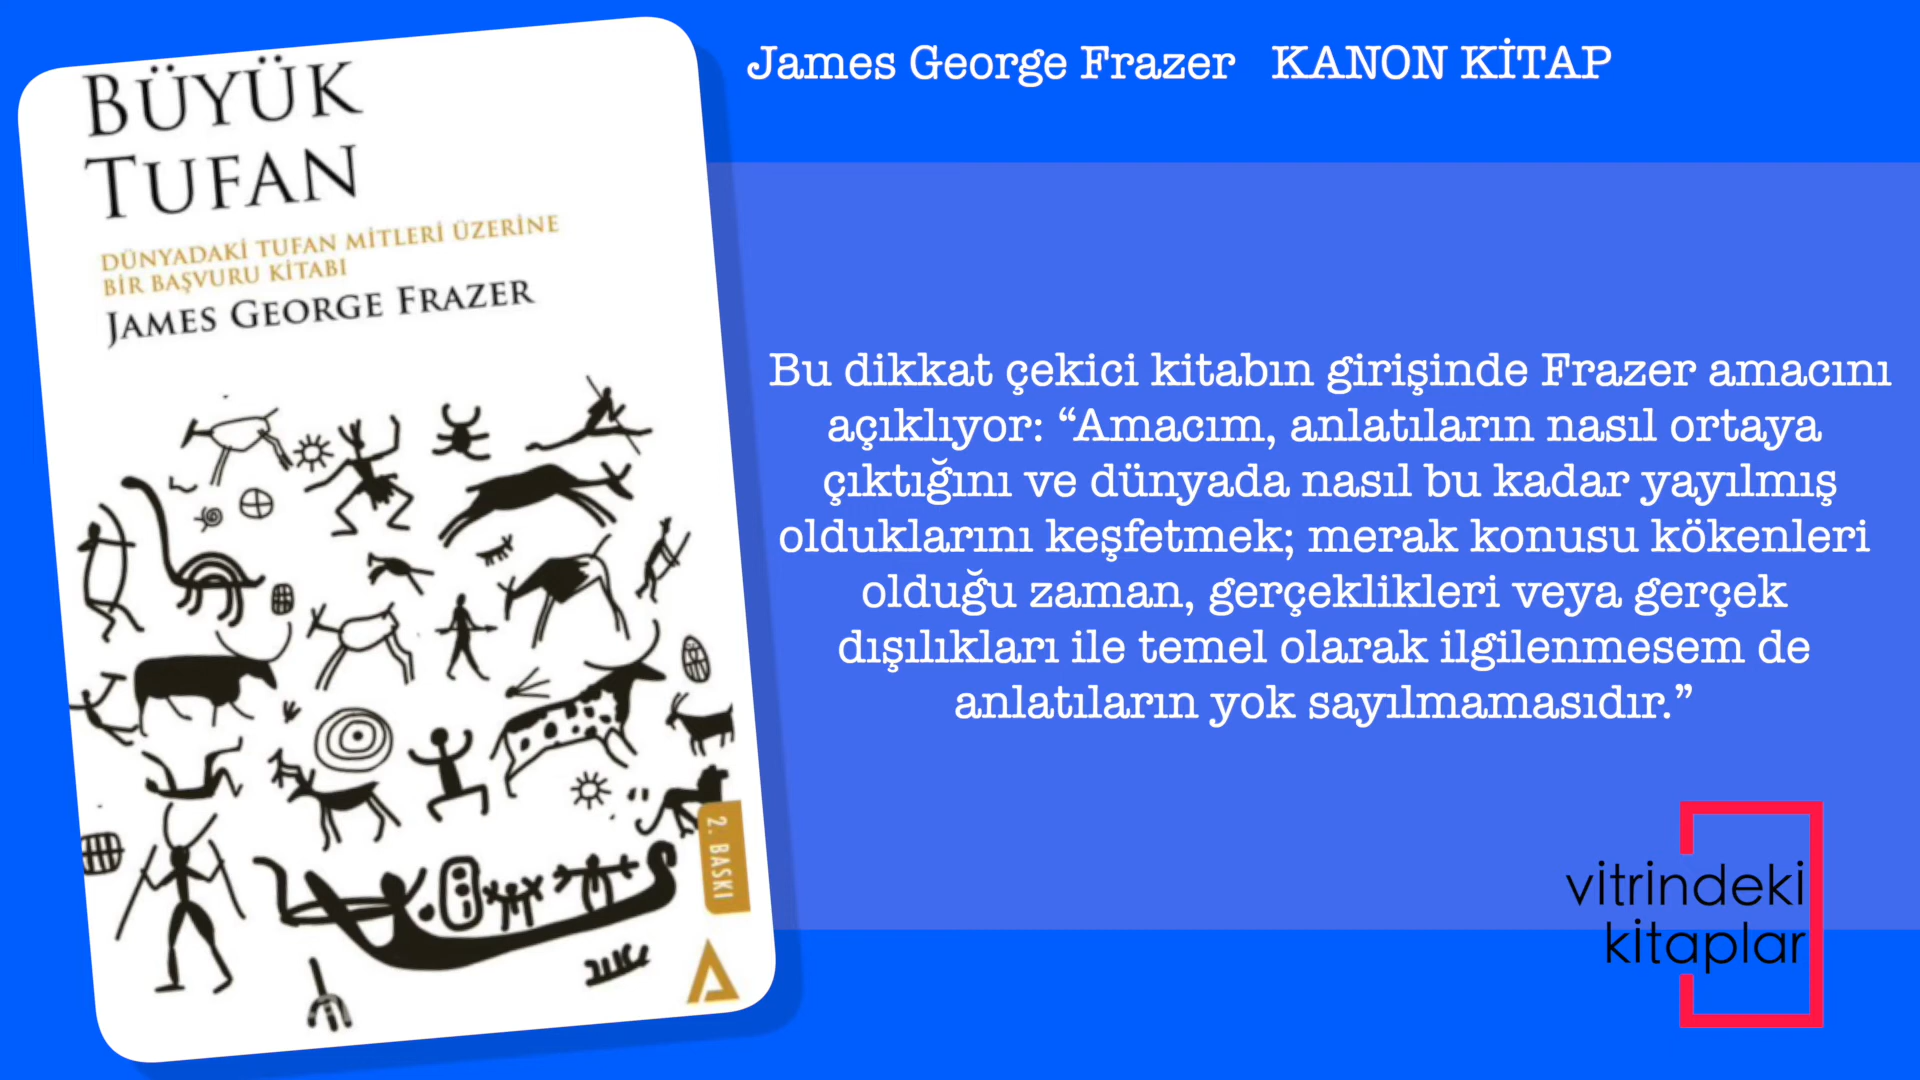 BÜYÜK
TUFAN
DÜNYADAKİ TUFAN MİTLERİ ÜZERİNE
BİR BAŞVURU KİTABI
JAMES GEORGE FRAZER
2. BASKI
James George Frazer KANON KİTAP
Bu dikkat çekici kitabın girişinde Frazer amacını
açıklıyor: “Amacım, anlatıların nasıl ortaya
çıktığını ve dünyada nasıl bu kadar yayılmış
olduklarını keşfetmek; merak konusu kökenleri
olduğu zaman, gerçeklikleri veya gerçek
dışılıkları ile temel olarak ilgilenmesem de
anlatıların yok sayılmamasıdır.”
vitrindeki
kitaplar